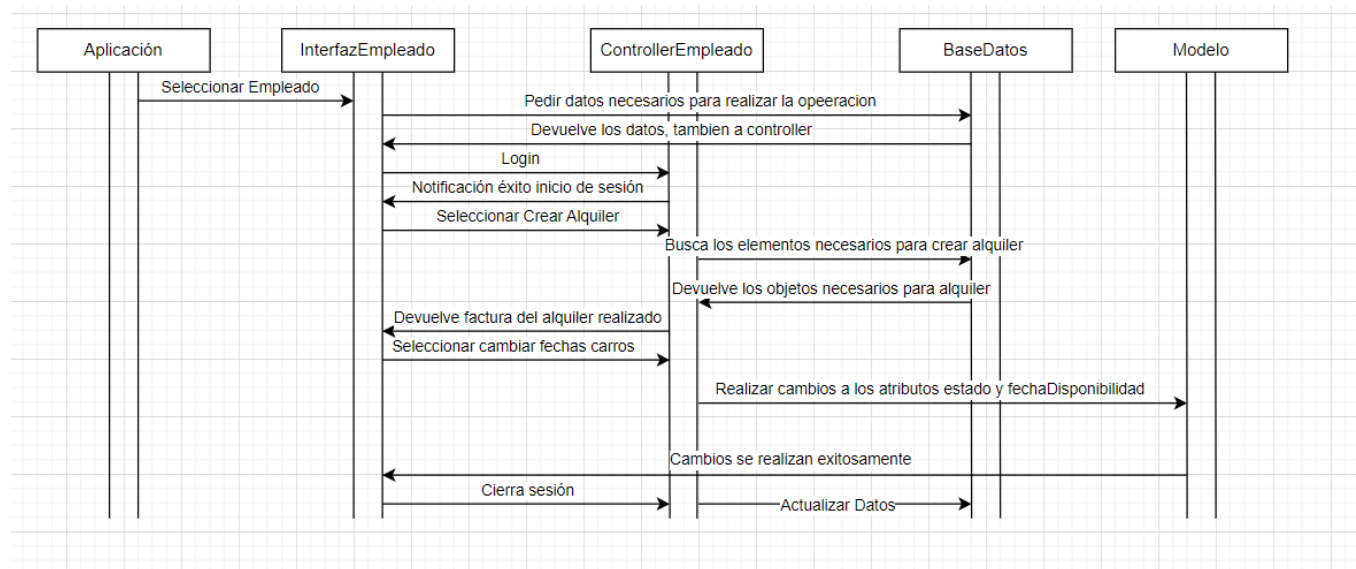 Aplicación
InterfazEmpleado
ControllerEmpleado
BaseDatos
Modelo
Seleccionar Empleado
Pedir datos necesarios para realizar la opeeracion
Devuelve los datos, tambien a controller
Login
Notificación éxito inicio de sesión
Seleccionar Crear Alquiler
Busca los elementos necesarios para crear alquiler
Devuelve los objetos necesarios para alquiler
Devuelve factura del alquiler realizado
Seleccionar cambiar fechas carros
Realizar cambios a los atributos estado y fechaDisponibilidad
Cambios se realizan exitosamente
Cierra sesión
Actualizar Datos